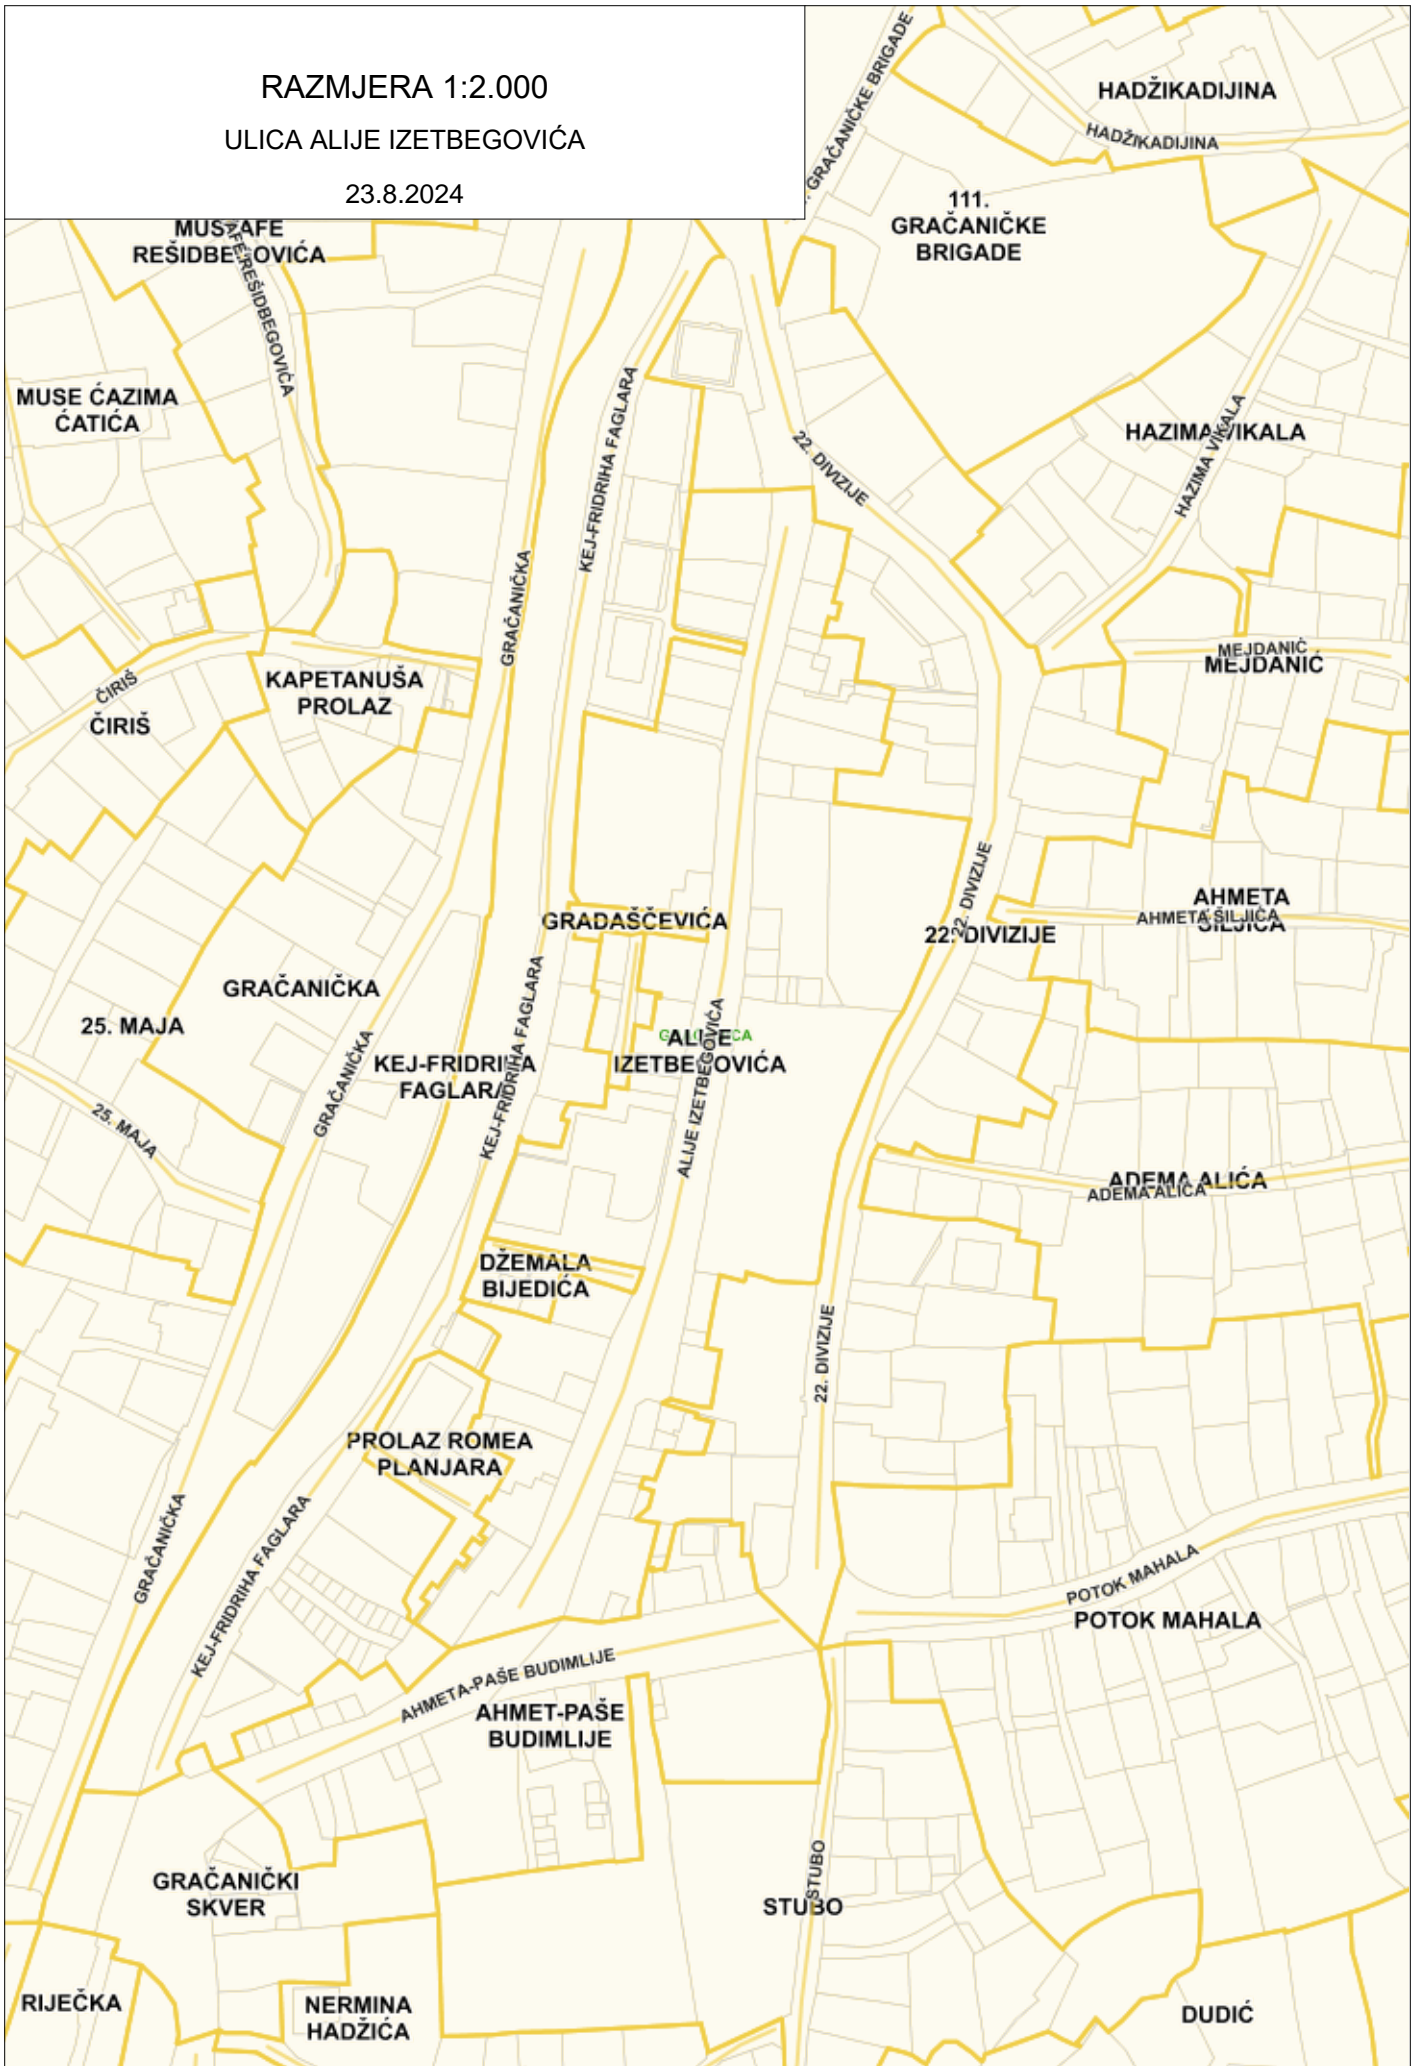 RAZMJERA 1:2.000
ULICA ALIJE IZETBEGOVIĆA
23.8.2024
GRAČANIČKE BRIGADE
HADŽIKADIJINA
HADŽIKADIJINA
111.
GRAČANIČKE
BRIGADE
MUSTAFE
REŠIDBEGOVIĆA
REŠIDBEGOVIĆA
MUSE ĆAZIMA
ĆATIĆA
KEJ-FRIDRIHA FAGLARA
22. DIVIZIJE
HAZIMA VIKALA
HAZIMA VIKALA
GRAČANIČKA
MEJDANIĆ
MEJDANIĆ
KAPETANUŠA
PROLAZ
ČIRIŠ
ČIRIŠ
22. DIVIZIJE
AHMETA
ŠILJIĆA
AHMETA ŠILJIĆA
GRADAŠČEVIĆA
22. DIVIZIJE
GRAČANIČKA
25. MAJA
KEJ-FRIDRIHA FAGLARA
ALIJE
IZETBEGOVIĆA
KEJ-FRIDRIHA
FAGLARA
GRAČANIČKA
ALIJE IZETBEGOVIĆA
25. MAJA
ADEMA ALIĆA
ADEMA ALIĆA
DŽEMALA
BIJEDIĆA
22. DIVIZIJE
PROLAZ ROMEA
PLANJARA
GRAČANIČKA
KEJ-FRIDRIHA FAGLARA
POTOK MAHALA
POTOK MAHALA
AHMETA-PAŠE BUDIMLIJE
AHMET-PAŠE
BUDIMLIJE
GRAČANIČKI
SKVER
STUBO
STUBO
RIJEČKA
NERMINA
HADŽIĆA
DUDIĆ